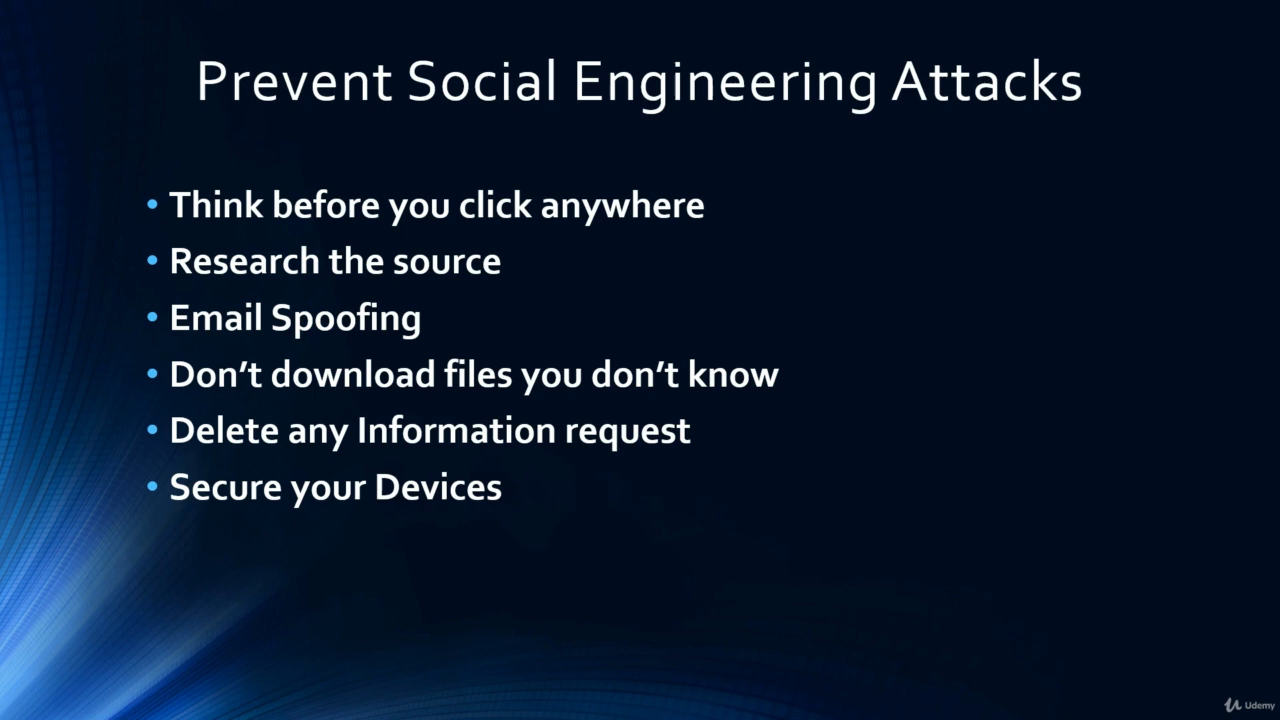 Prevent Social Engineering Attacks
• Think before you click anywhere
• Research the source
• Email Spoofing
• Don’t download files you don’t know
• Delete any Information request
• Secure your Devices
Udemy